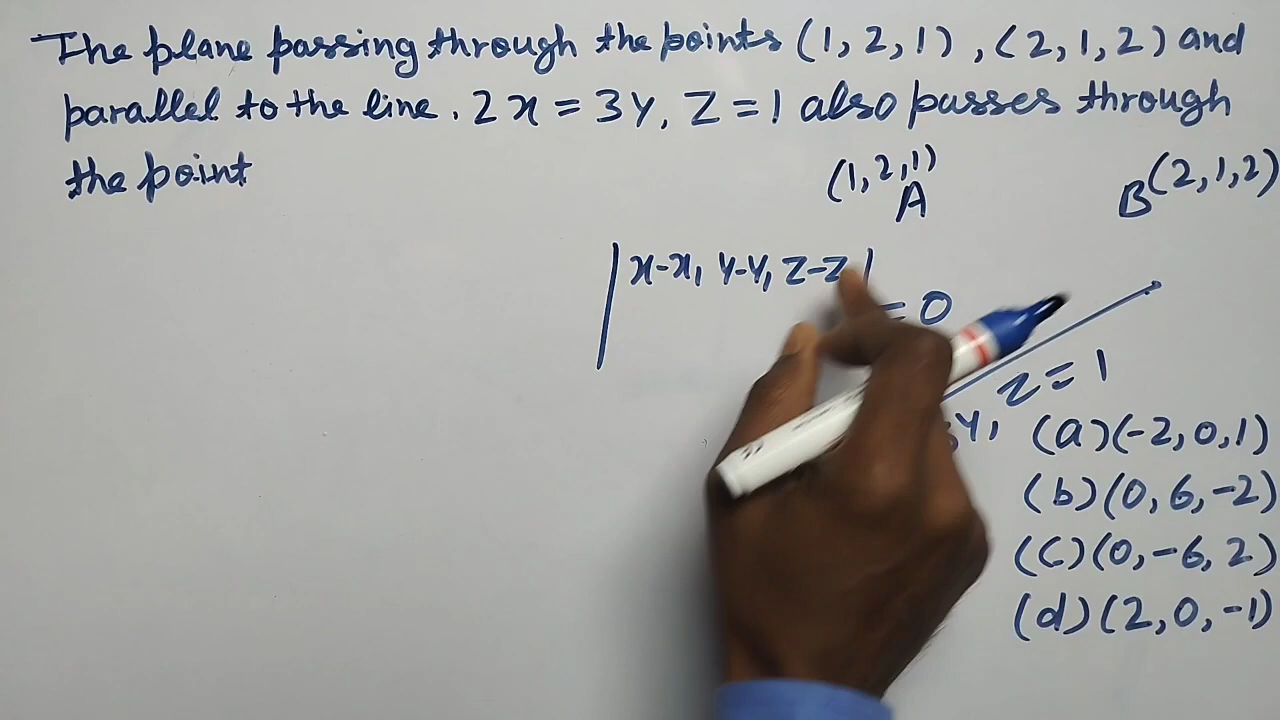 The plane passing through the points (1, 2, 1), (2, 1, 2) and
parallel to the line, 2x = 3y, Z = 1 also passes through
the point
(1, 2, 1)
A
B (2, 1, 2)
| x-x₁ y-y₁ z-z₁ | = 0
z = 1
y,
(a) (-2, 0, 1)
(b) (0, 6, -2)
(c) (0, -6, 2)
(d) (2, 0, -1)